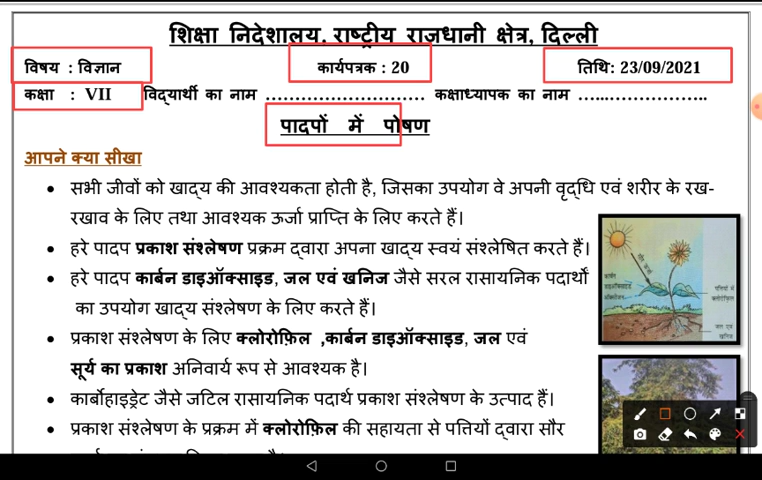 शिक्षा निदेशालय, राष्ट्रीय राजधानी क्षेत्र, दिल्ली
विषय : विज्ञान कार्यपत्रक : 20 तिथि: 23/09/2021
कक्षा : VII विद्यार्थी का नाम ............................ कक्षाध्यापक का नाम ......................
पादपों में पोषण
आपने क्या सीखा
• सभी जीवों को खाद्य की आवश्यकता होती है, जिसका उपयोग वे अपनी वृद्धि एवं शरीर के रख-
रखाव के लिए तथा आवश्यक ऊर्जा प्राप्ति के लिए करते हैं।
• हरे पादप प्रकाश संश्लेषण प्रक्रम द्वारा अपना खाद्य स्वयं संश्लेषित करते हैं।
• हरे पादप कार्बन डाइऑक्साइड, जल एवं खनिज जैसे सरल रासायनिक पदार्थों
का उपयोग खाद्य संश्लेषण के लिए करते हैं।
• प्रकाश संश्लेषण के लिए क्लोरोफ़िल ,कार्बन डाइऑक्साइड, जल एवं
सूर्य का प्रकाश अनिवार्य रूप से आवश्यक है।
• कार्बोहाइड्रेट जैसे जटिल रासायनिक पदार्थ प्रकाश संश्लेषण के उत्पाद हैं।
• प्रकाश संश्लेषण के प्रक्रम में क्लोरोफ़िल की सहायता से पत्तियों द्वारा सौर